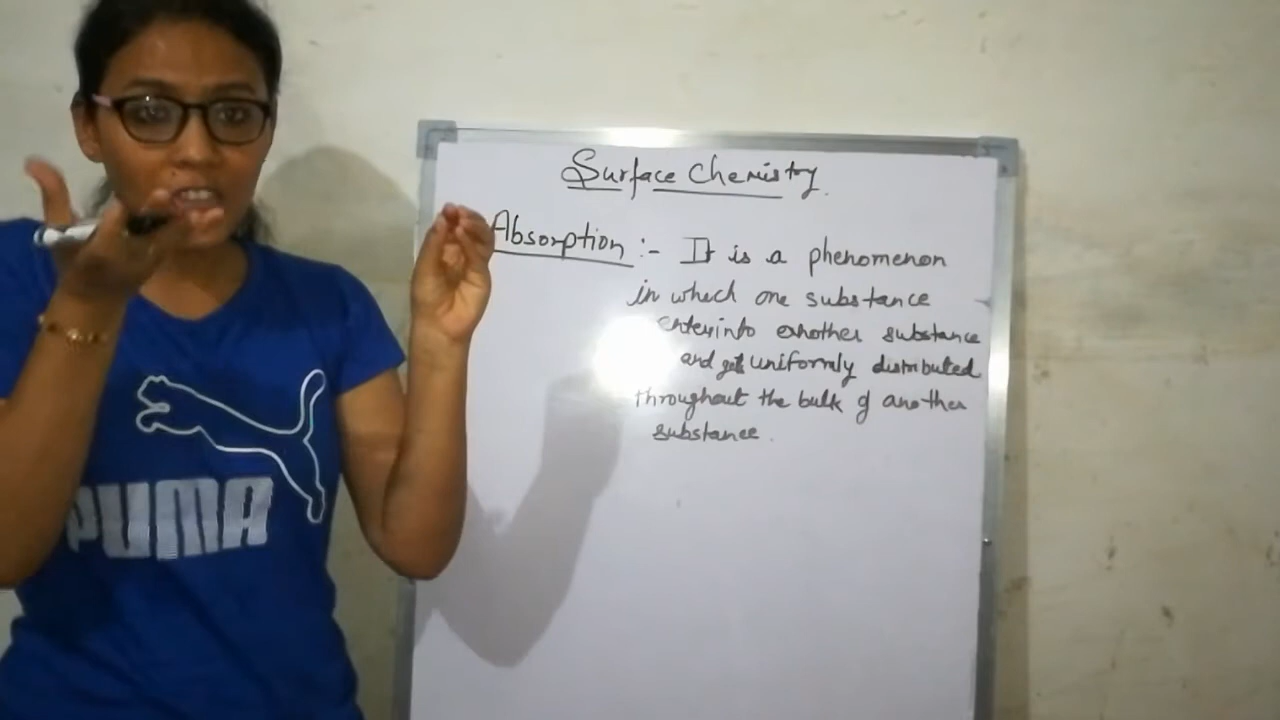 Surface Chemistry.
Absorption :- It is a phenomenon
in which one substance
enter into another substance
and gets uniformly distributed
throughout the bulk of another
substance.
PUMA